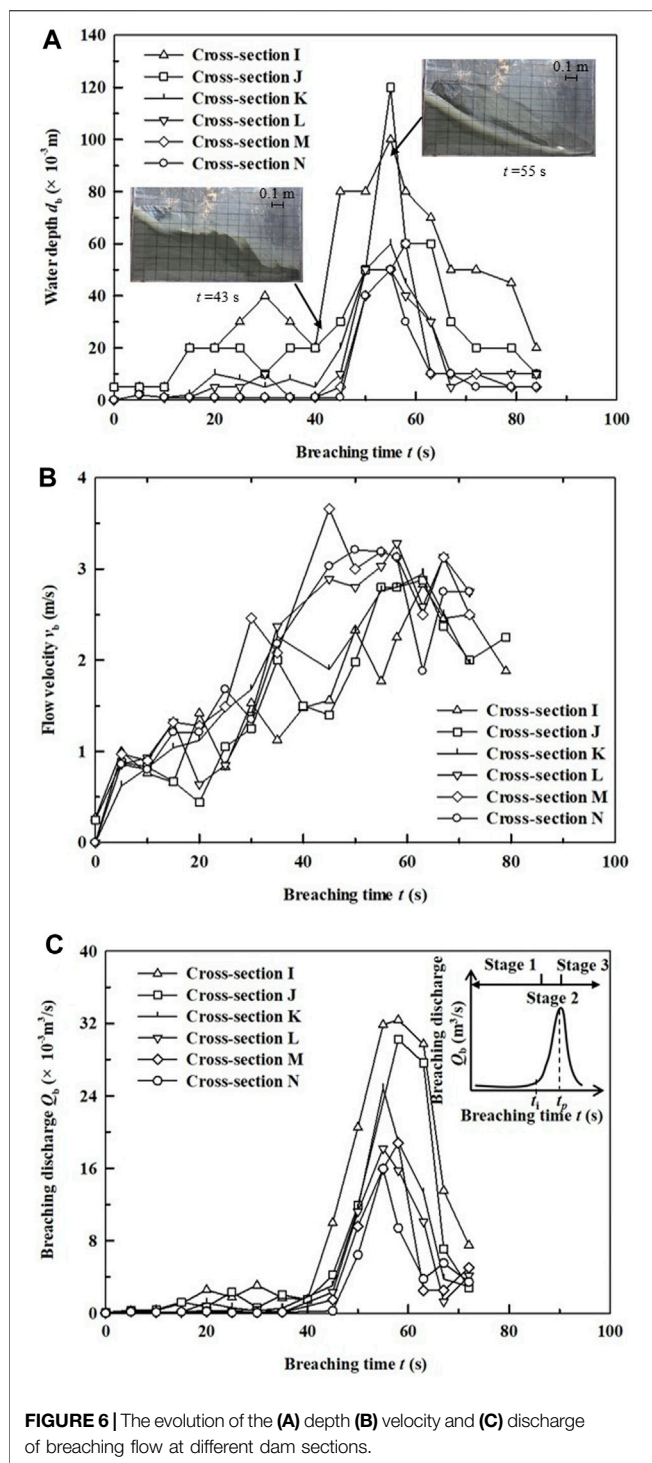 A
Water depth d_b (× 10⁻³ m)
140
120
100
80
60
40
20
0
Cross-section I
Cross-section J
Cross-section K
Cross-section L
Cross-section M
Cross-section N
0.1 m
t =55 s
0.1 m
t =43 s
0 20 40 60 80 100
Breaching time t (s)
B
Flow velocity v_b (m/s)
4
3
2
1
0
Cross-section I
Cross-section J
Cross-section K
Cross-section L
Cross-section M
Cross-section N
0 20 40 60 80 100
Breaching time t (s)
C
Breaching discharge Q_b (× 10⁻³m³/s)
40
32
24
16
8
0
Cross-section I
Cross-section J
Cross-section K
Cross-section L
Cross-section M
Cross-section N
Breaching discharge
Q_b (m³/s)
Stage 1 Stage 3
Stage 2
t_i t_p
Breaching time t (s)
0 20 40 60 80 100
Breaching time t (s)
FIGURE 6 | The evolution of the (A) depth (B) velocity and (C) discharge
of breaching flow at different dam sections.